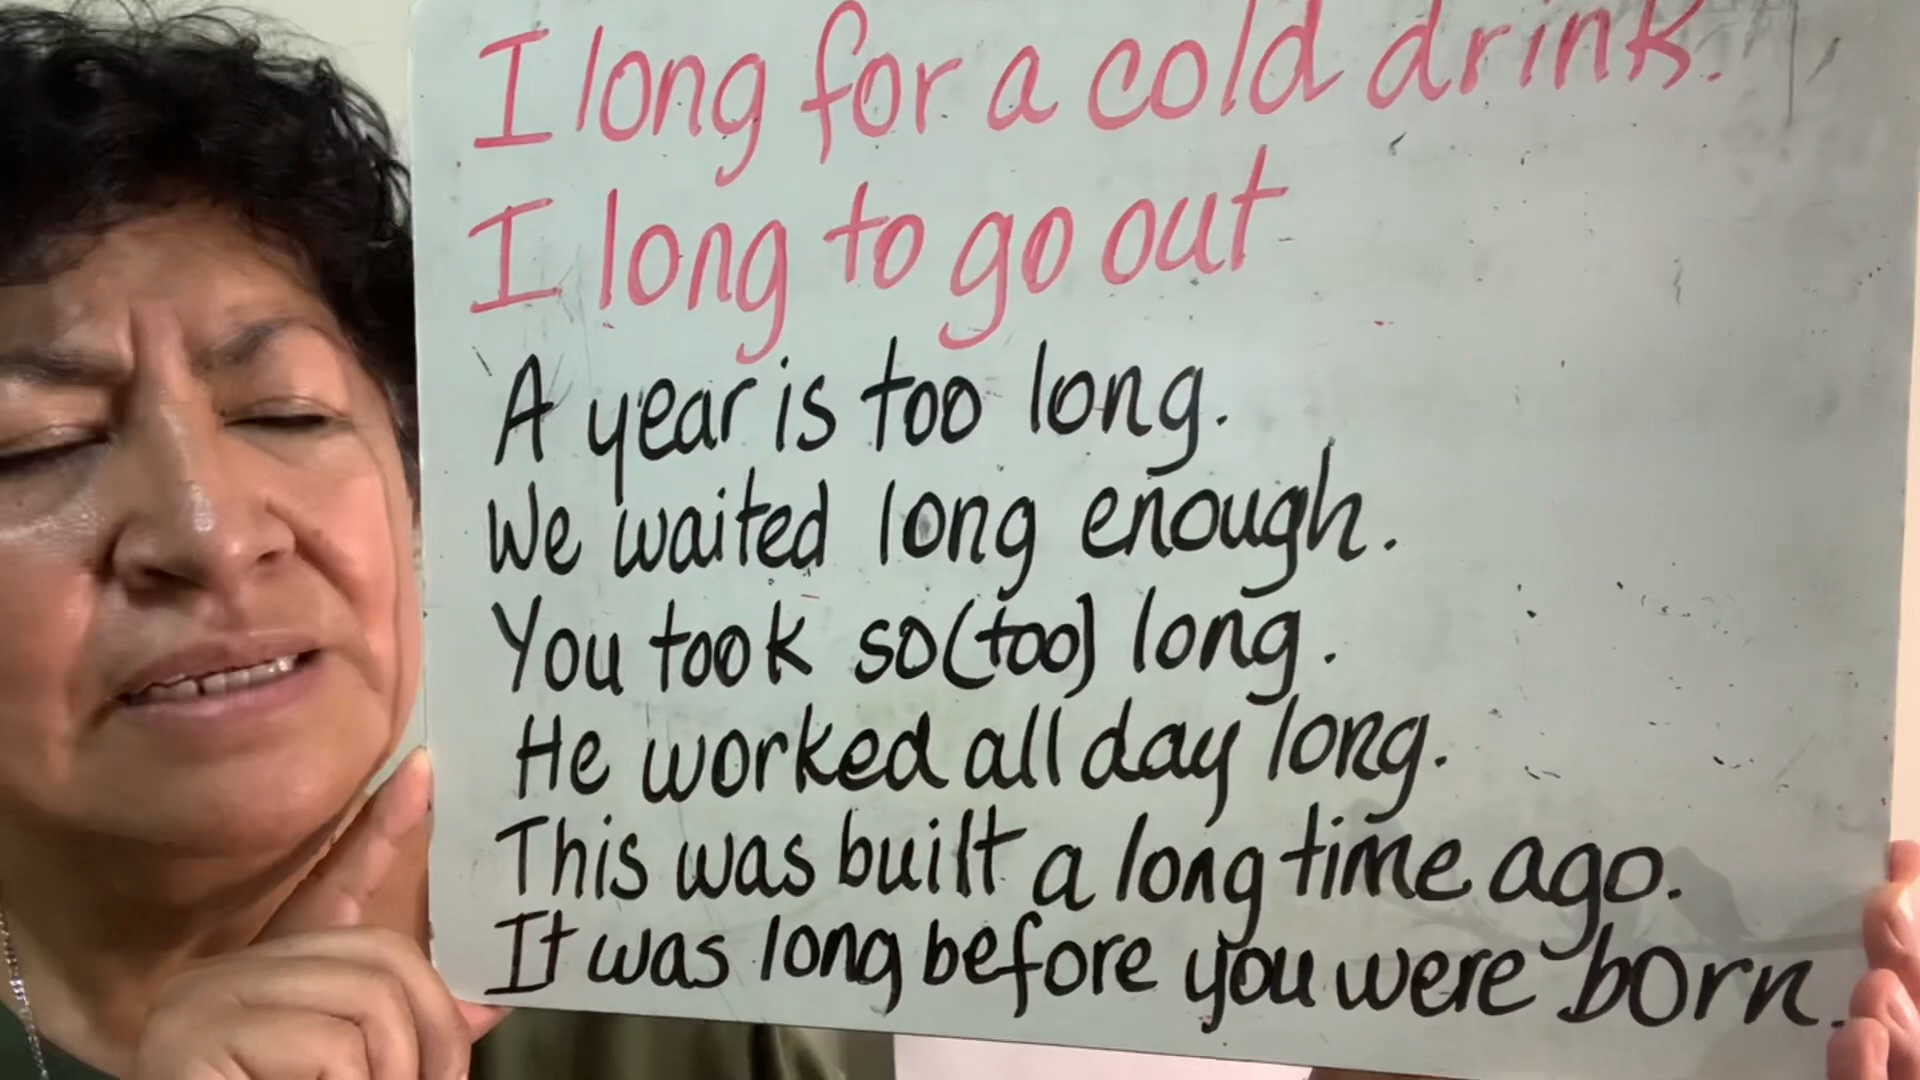 I long for a cold drink.
I long to go out
A year is too long.
We waited long enough.
You took so (too) long.
He worked all day long.
This was built a long time ago.
It was long before you were born.